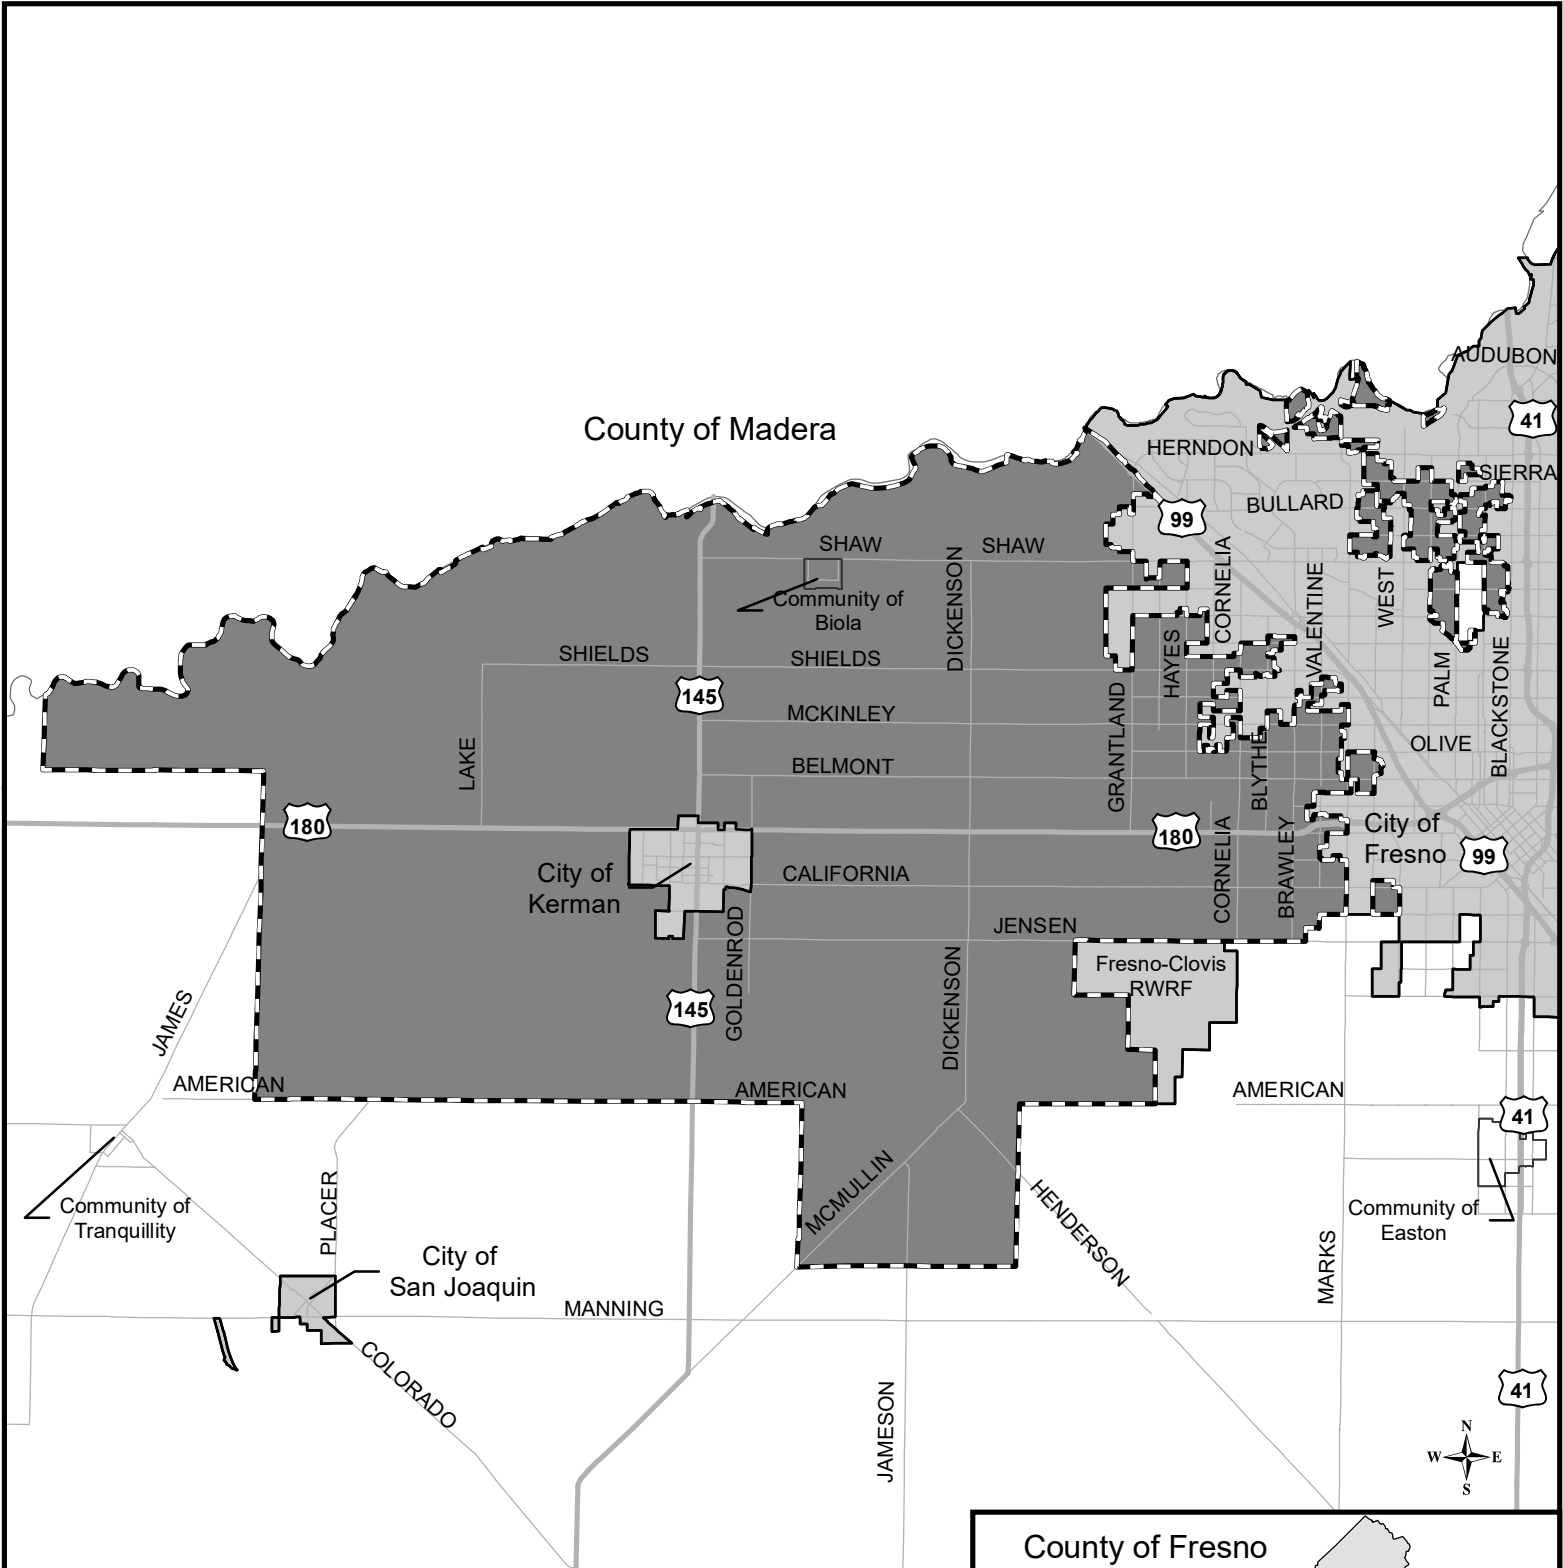 AUDUBON
41
County of Madera
HERNDON
SIERRA
BULLARD
99
SHAW
SHAW
DICKENSON
CORNELIA
VALENTINE
WEST
Community of
Biola
HAYES
SHIELDS
SHIELDS
PALM
BLACKSTONE
145
GRANTLAND
MCKINLEY
LAKE
BLYTHE
OLIVE
BELMONT
180
180
City of
Fresno
99
CORNELIA
BRAWLEY
City of
Kerman
CALIFORNIA
GOLDENROD
JENSEN
DICKENSON
Fresno-Clovis
RWRF
145
JAMES
AMERICAN
AMERICAN
AMERICAN
41
MCMULLIN
HENDERSON
PLACER
Community of
Tranquillity
Community of
Easton
MARKS
City of
San Joaquin
MANNING
COLORADO
JAMESON
41
N
W E
S
County of Fresno